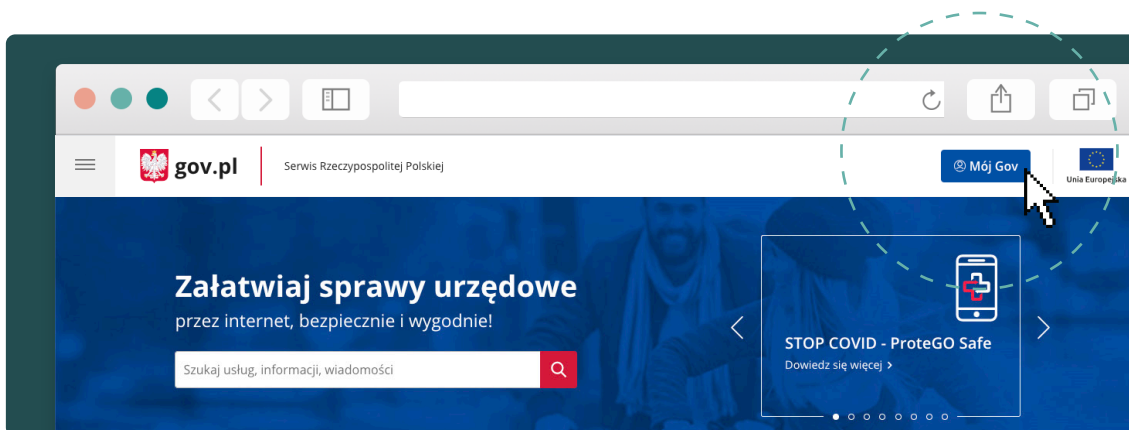 gov.pl
Serwis Rzeczypospolitej Polskiej
Mój Gov
Unia Europejska
Załatwiaj sprawy urzędowe
przez internet, bezpiecznie i wygodnie!
Szukaj usług, informacji, wiadomości
STOP COVID - ProteGO Safe
Dowiedz się więcej >